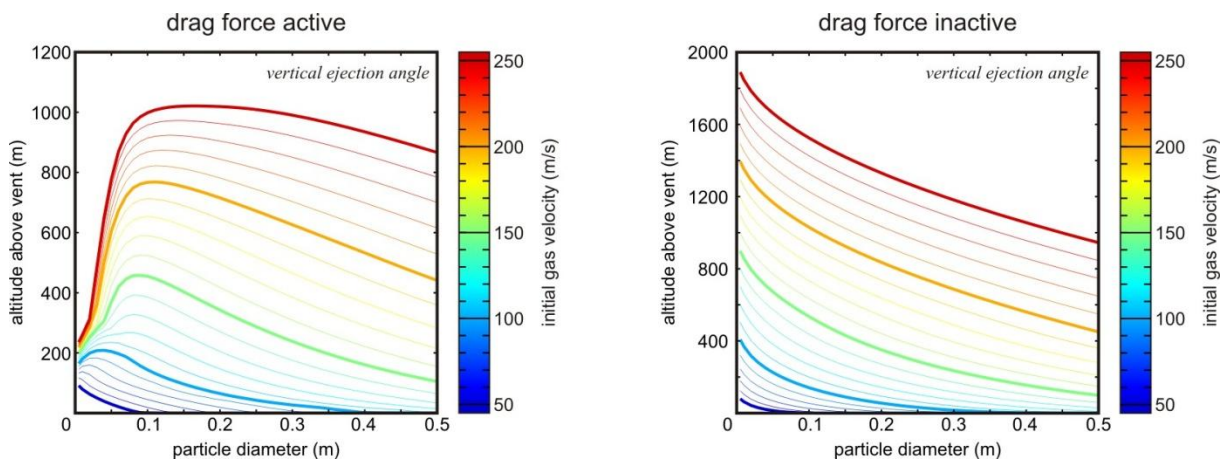 drag force active
1200
1000
800
600
400
200
0
altitude above vent (m)
vertical ejection angle
0 0.1 0.2 0.3 0.4 0.5
particle diameter (m)
250
200
150
100
50
initial gas velocity (m/s)
drag force inactive
2000
1600
1200
800
400
altitude above vent (m)
vertical ejection angle
0 0.1 0.2 0.3 0.4 0.5
particle diameter (m)
250
200
150
100
50
initial gas velocity (m/s)